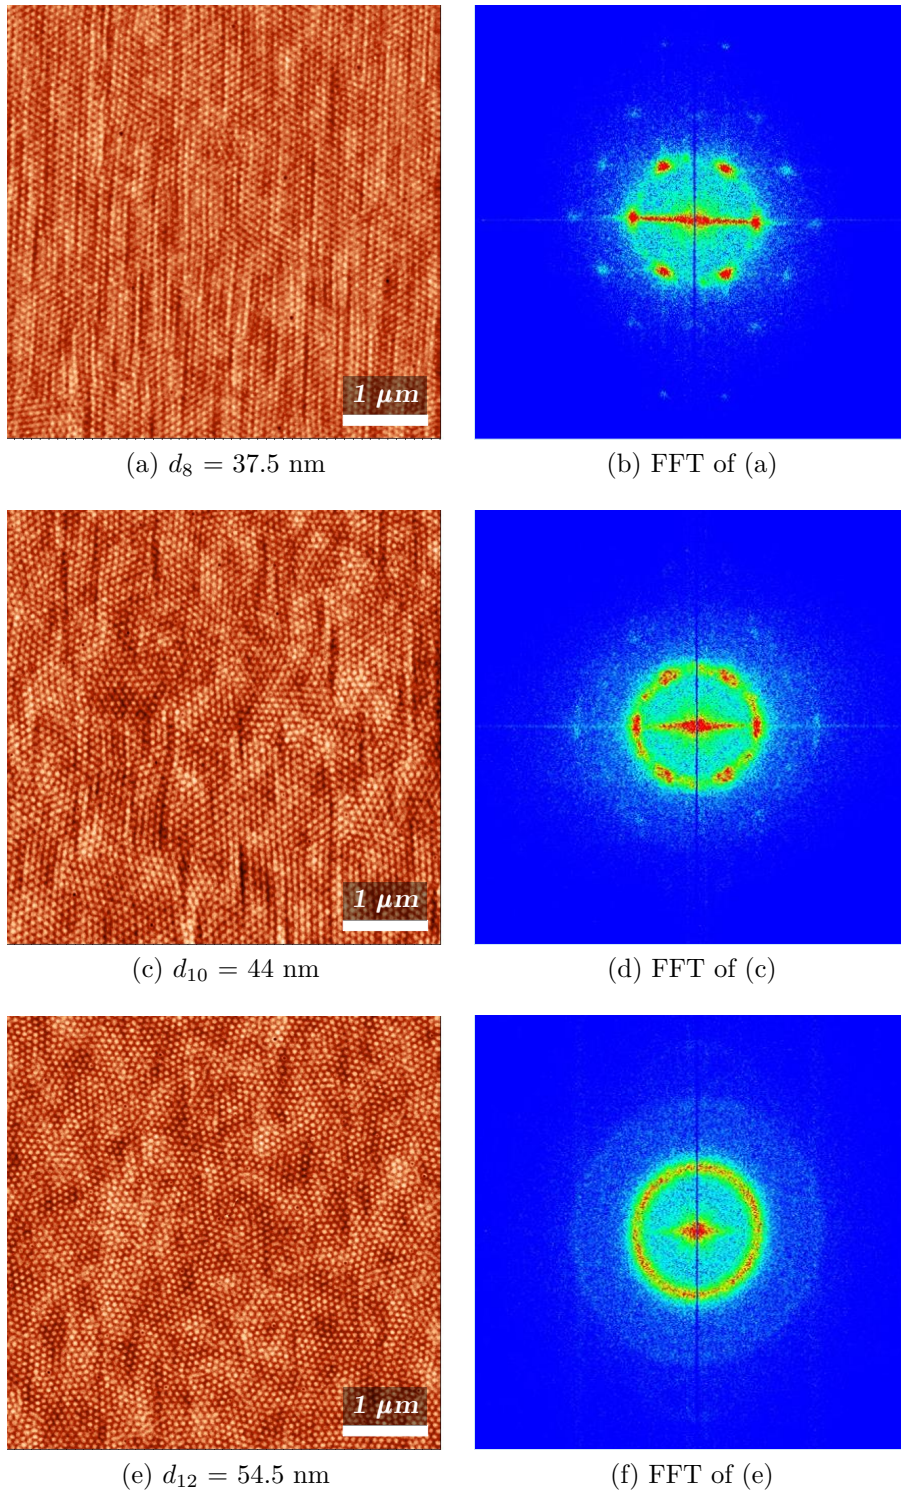 1 μm
(a) d₈ = 37.5 nm
(b) FFT of (a)
1 μm
(c) d₁₀ = 44 nm
(d) FFT of (c)
1 μm
(e) d₁₂ = 54.5 nm
(f) FFT of (e)